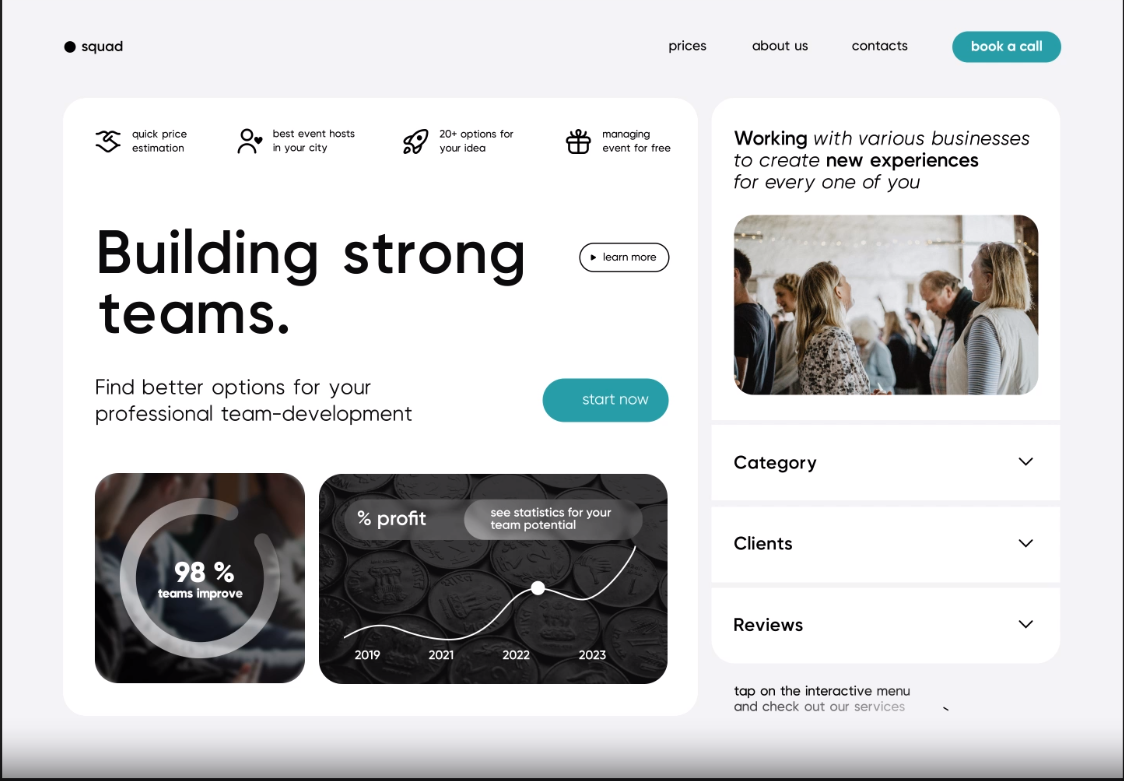 squad
prices
about us
contacts
book a call
quick price
estimation
best event hosts
in your city
20+ options for
your idea
managing
event for free
Building strong
teams.
learn more
Find better options for your
professional team-development
start now
98 %
teams improve
% profit
see statistics for your
team potential
2019
2021
2022
2023
Working with various businesses
to create new experiences
for every one of you
Category
Clients
Reviews
tap on the interactive menu
and check out our services